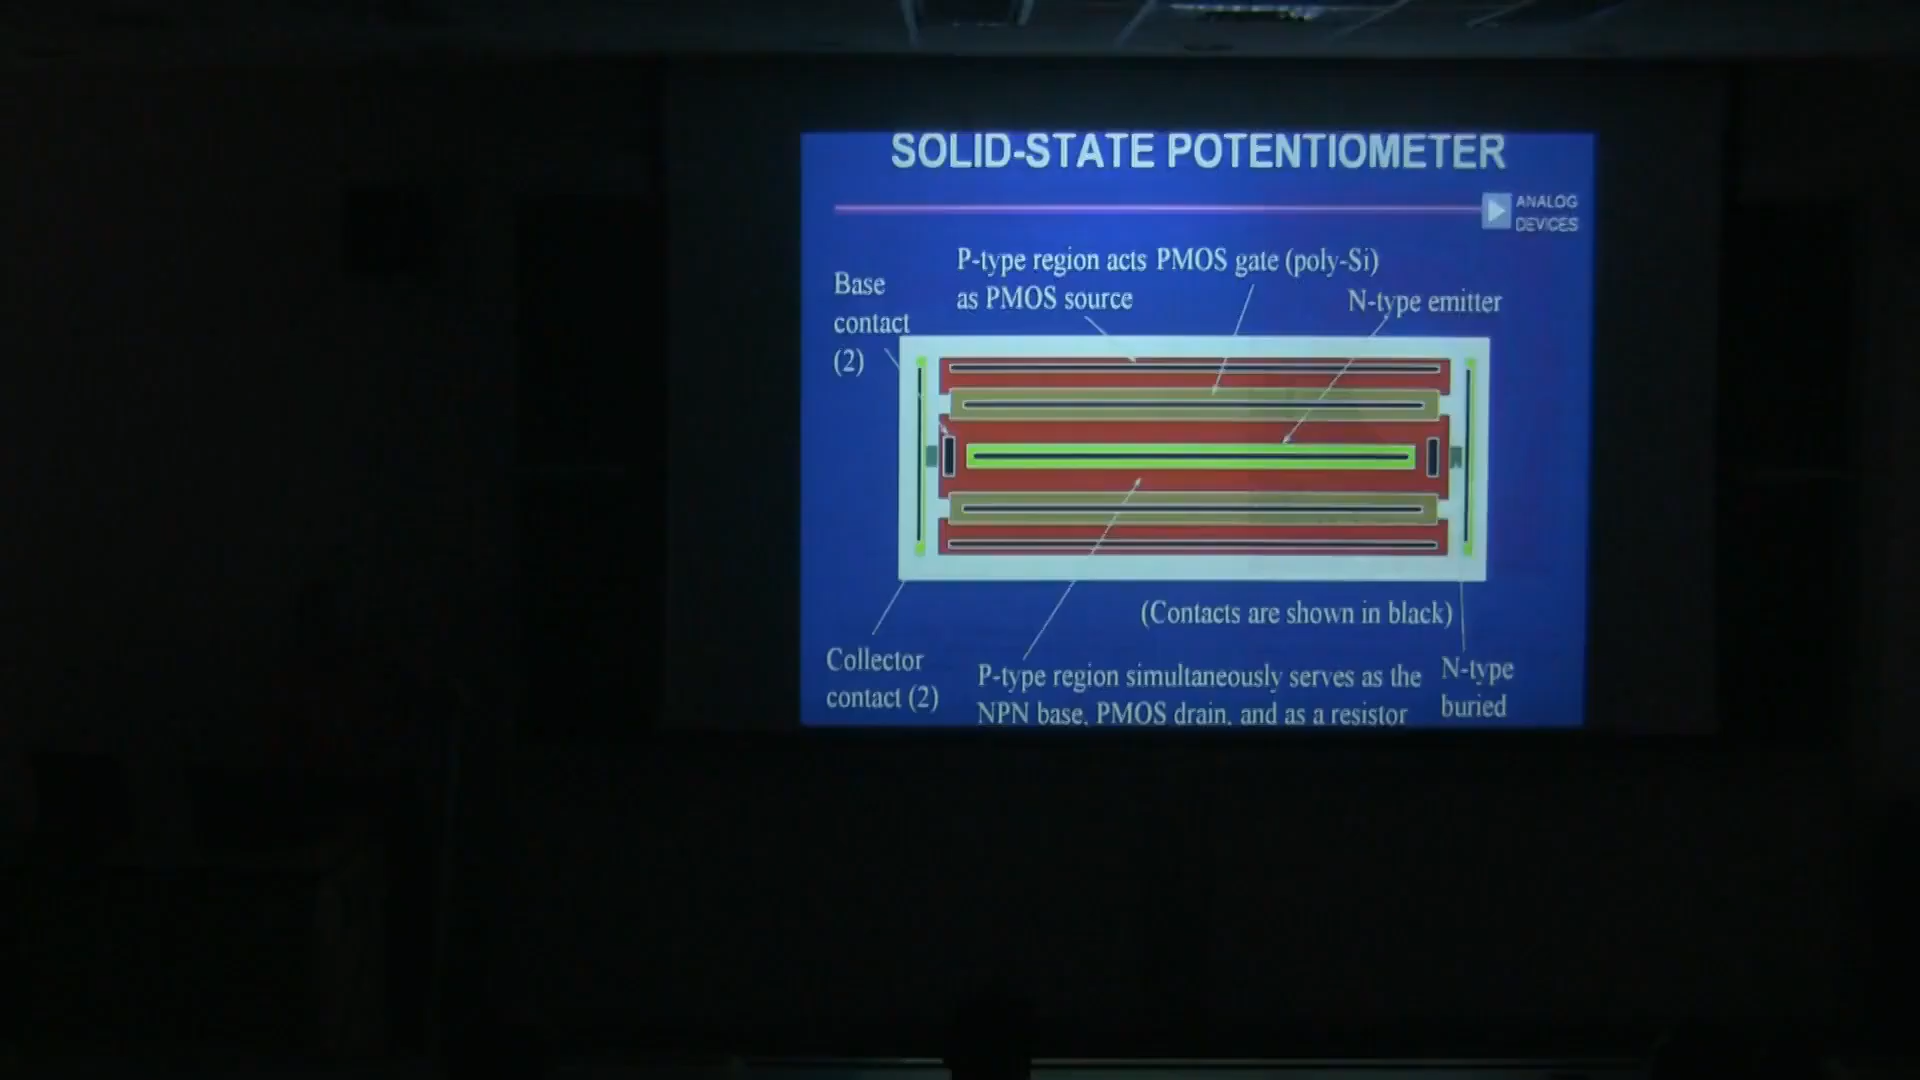 SOLID-STATE POTENTIOMETER
ANALOG
DEVICES
Base
contact
(2)
P-type region acts
as PMOS source
PMOS gate (poly-Si)
N-type emitter
(Contacts are shown in black)
Collector
contact (2)
P-type region simultaneously serves as the
NPN base, PMOS drain, and as a resistor
N-type
buried